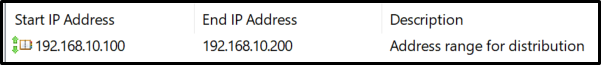 Start IP Address End IP Address Description
192.168.10.100 192.168.10.200 Address range for distribution